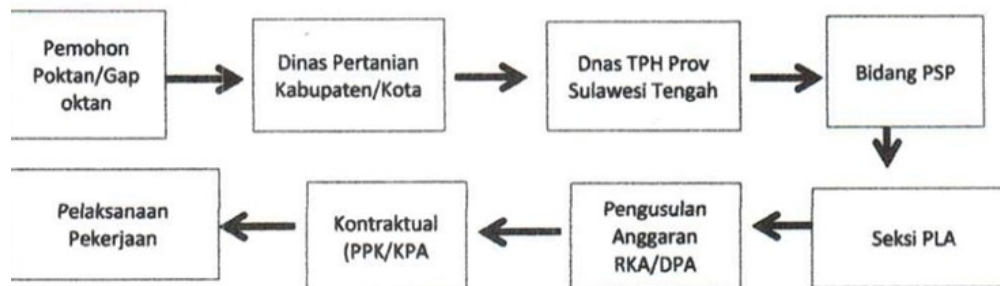 Pemohon
Poktan/Gap
oktan
Dinas Pertanian
Kabupaten/Kota
Dnas TPH Prov
Sulawesi Tengah
Bidang PSP
Seksi PLA
Pengusulan
Anggaran
RKA/DPA
Kontraktual
(PPK/KPA
Pelaksanaan
Pekerjaan